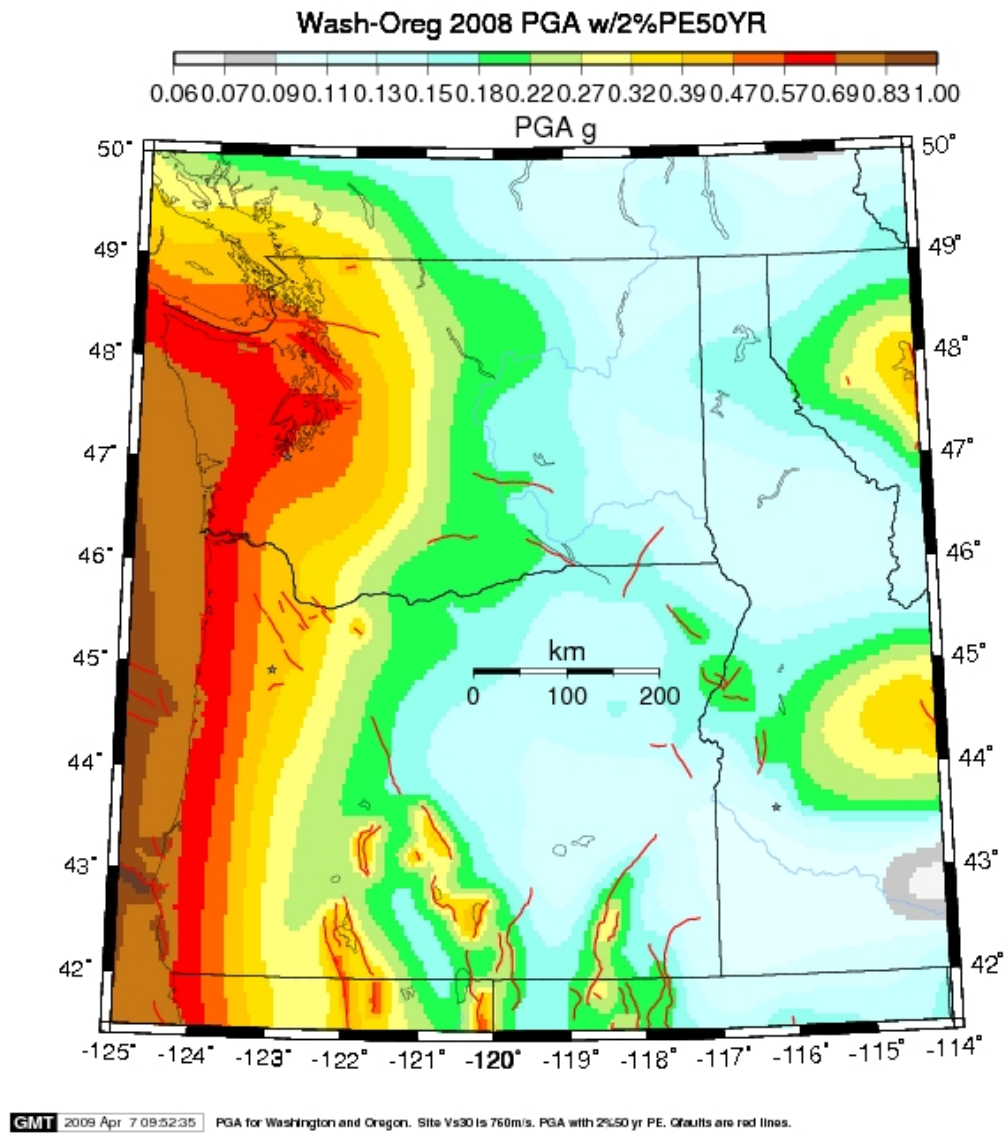 Wash-Oreg 2008 PGA w/2%PE50YR
0.06 0.07 0.09 0.11 0.13 0.15 0.18 0.22 0.27 0.32 0.39 0.47 0.57 0.69 0.83 1.00
PGA g
50° 50°
49° 49°
48° 48°
47° 47°
46° 46°
45° 45°
km
0 100 200
44° 44°
43° 43°
42° 42°
-125° -124° -123° -122° -121° -120° -119° -118° -117° -116° -115° -114°
GMT 2009 Apr 7 09:52:35 PGA for Washington and Oregon. Site Vs30 is 760m/s. PGA with 2%50 yr PE. Qfaults are red lines.